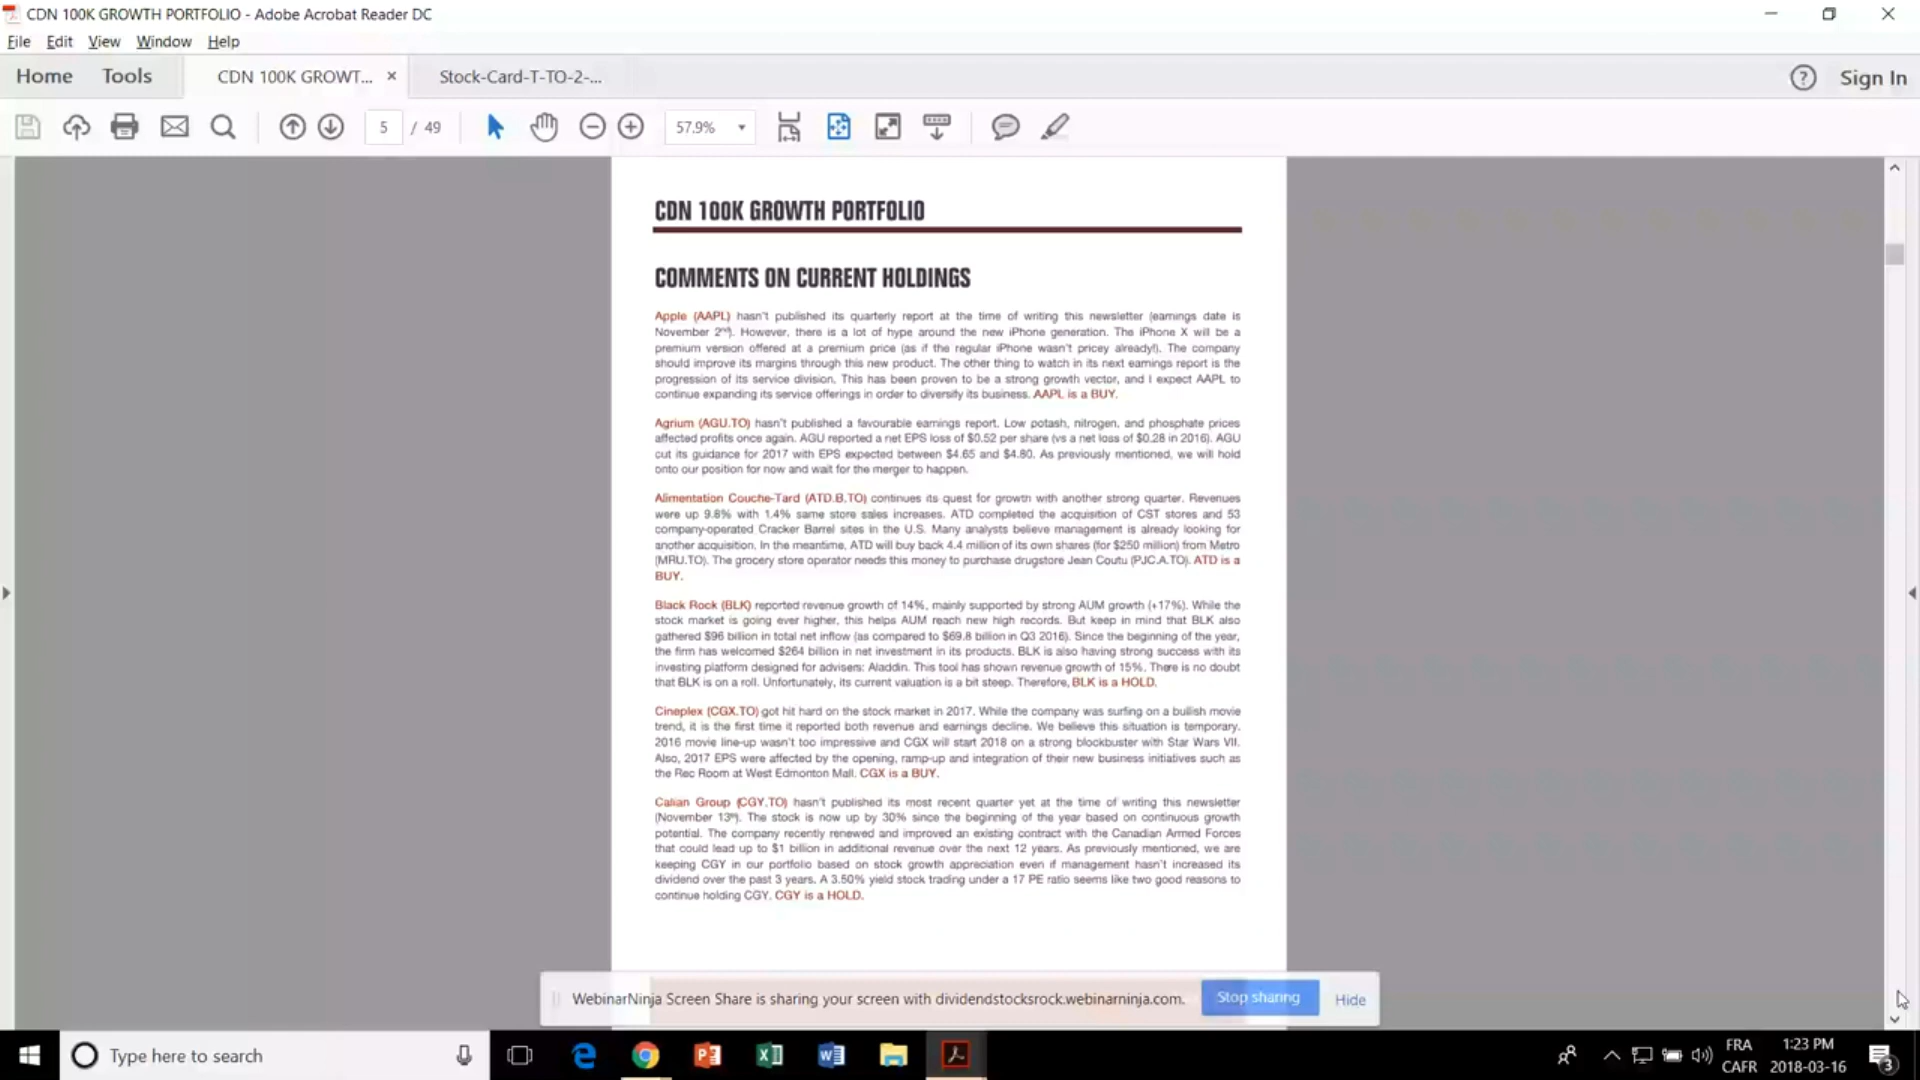 CDN 100K GROWTH PORTFOLIO - Adobe Acrobat Reader DC
File Edit View Window Help
Home Tools CDN 100K GROWT... × Stock-Card-T-TO-2-... ? Sign In
5 / 49 57.9%
CDN 100K GROWTH PORTFOLIO
COMMENTS ON CURRENT HOLDINGS
Apple (AAPL) hasn't published its quarterly report at the time of writing this newsletter (earnings date is
November 2nd). However, there is a lot of hype around the new iPhone generation. The iPhone X will be a
premium version offered at a premium price (as if the regular iPhone wasn't pricey already!). The company
should improve its margins through this new product. The other thing to watch in its next earnings report is the
progression of its service division. This has been proven to be a strong growth vector, and I expect AAPL to
continue expanding its service offerings in order to diversify its business. AAPL is a BUY.
Agrium (AGU.TO) hasn't published a favourable earnings report. Low potash, nitrogen, and phosphate prices
affected profits once again. AGU reported a net EPS loss of $0.52 per share (vs a net loss of $0.28 in 2016). AGU
cut its guidance for 2017 with EPS expected between $4.65 and $4.80. As previously mentioned, we will hold
onto our position for now and wait for the merger to happen.
Alimentation Couche-Tard (ATD.B.TO) continues its quest for growth with another strong quarter. Revenues
were up 9.8% with 1.4% same store sales increases. ATD completed the acquisition of CST stores and 53
company-operated Cracker Barrel sites in the U.S. Many analysts believe management is already looking for
another acquisition. In the meantime, ATD will buy back 4.4 million of its own shares (for $250 million) from Metro
(MRU.TO). The grocery store operator needs this money to purchase drugstore Jean Coutu (PJC.A.TO). ATD is a
BUY.
Black Rock (BLK) reported revenue growth of 14%, mainly supported by strong AUM growth (+17%). While the
stock market is going ever higher, this helps AUM reach new high records. But keep in mind that BLK also
gathered $96 billion in total net inflow (as compared to $69.8 billion in Q3 2016). Since the beginning of the year,
the firm has welcomed $264 billion in net investment in its products. BLK is also having strong success with its
investing platform designed for advisers: Aladdin. This tool has shown revenue growth of 15%. There is no doubt
that BLK is on a roll. Unfortunately, its current valuation is a bit steep. Therefore, BLK is a HOLD.
Cineplex (CGX.TO) got hit hard on the stock market in 2017. While the company was surfing on a bullish movie
trend, it is the first time it reported both revenue and earnings decline. We believe this situation is temporary.
2016 movie line-up wasn't too impressive and CGX will start 2018 on a strong blockbuster with Star Wars VII.
Also, 2017 EPS were affected by the opening, ramp-up and integration of their new business initiatives such as
the Rec Room at West Edmonton Mall. CGX is a BUY.
Calian Group (CGY.TO) hasn't published its most recent quarter yet at the time of writing this newsletter
(November 13th). The stock is now up by 30% since the beginning of the year based on continuous growth
potential. The company recently renewed and improved an existing contract with the Canadian Armed Forces
that could lead up to $1 billion in additional revenue over the next 12 years. As previously mentioned, we are
keeping CGY in our portfolio based on stock growth appreciation even if management hasn't increased its
dividend over the past 3 years. A 3.50% yield stock trading under a 17 PE ratio seems like two good reasons to
continue holding CGY. CGY is a HOLD.
WebinarNinja Screen Share is sharing your screen with dividendstocksrock.webinarninja.com. Stop sharing Hide
Type here to search
FRA 1:23 PM
CAFR 2018-03-16 3